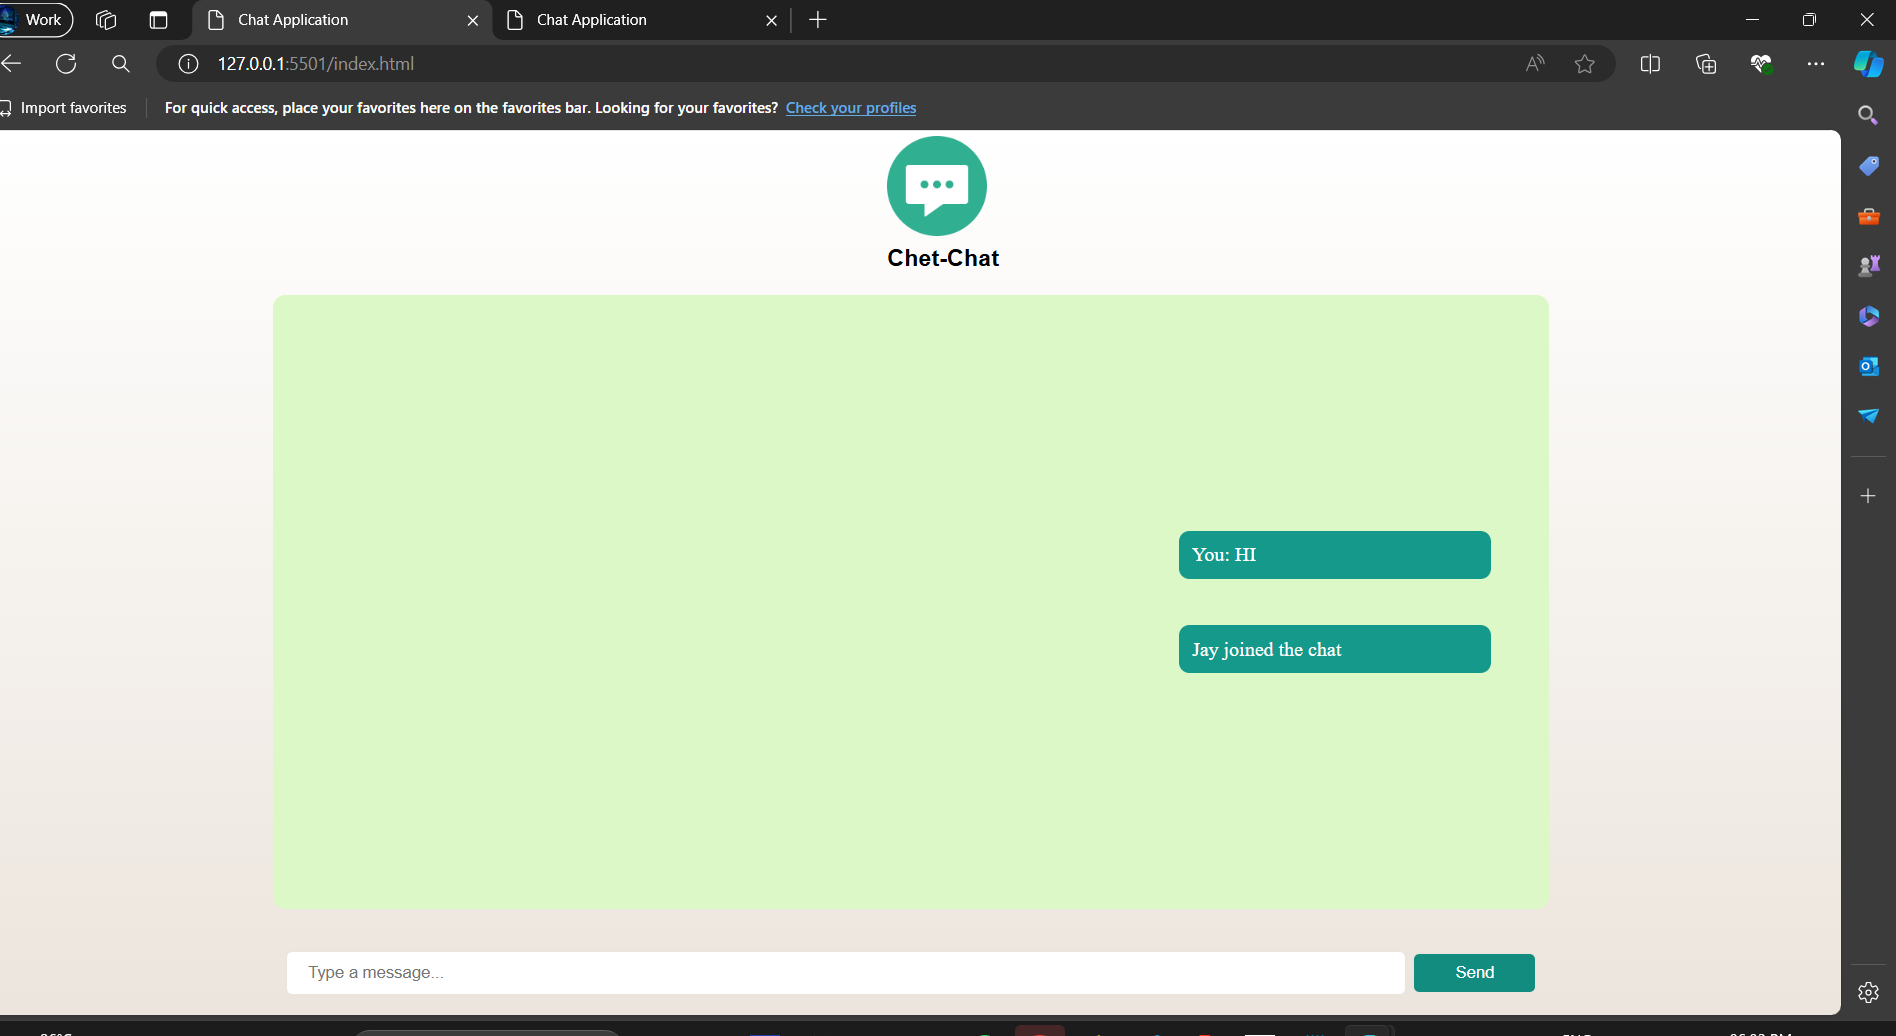 Work
Chat Application
Chat Application
127.0.0.1:5501/index.html
Import favorites
For quick access, place your favorites here on the favorites bar. Looking for your favorites? Check your profiles
Chet-Chat
You: HI
Jay joined the chat
Type a message...
Send